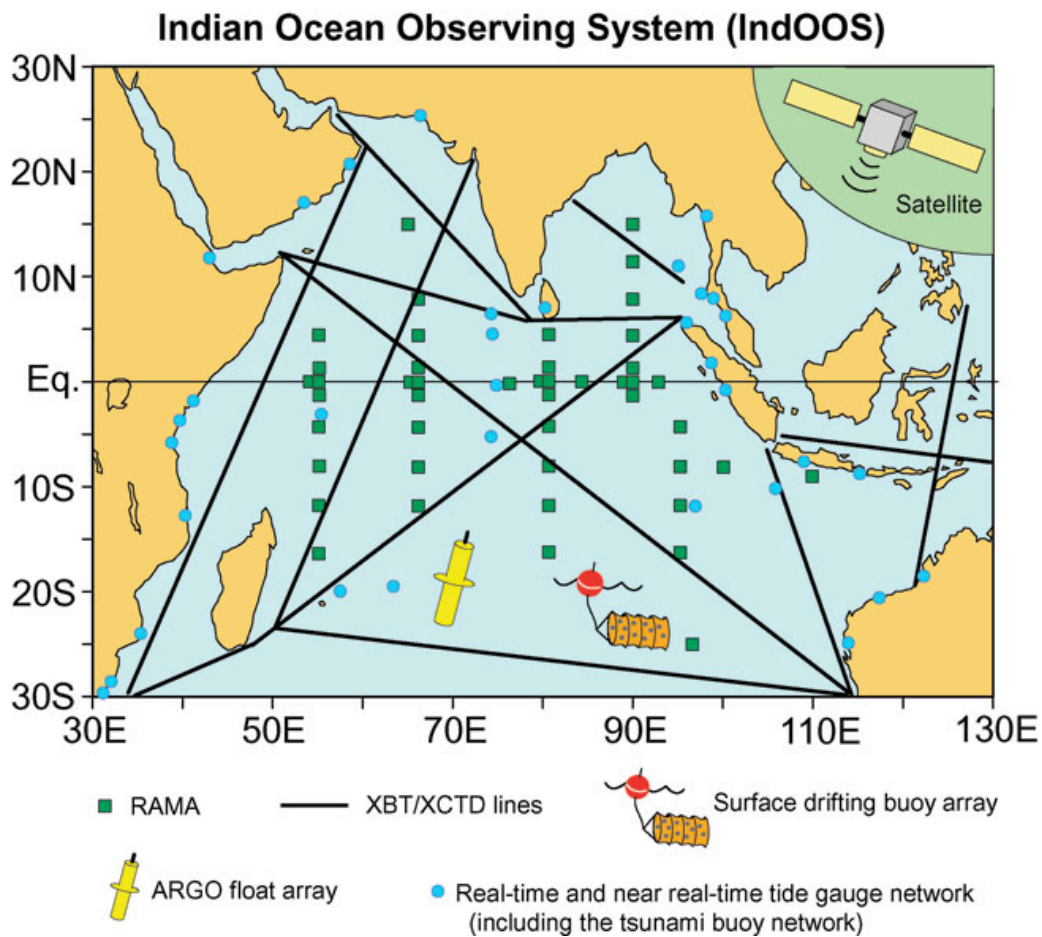 Indian Ocean Observing System (IndOOS)
30N
20N
10N
Eq.
10S
20S
30S
Satellite
30E
50E
70E
90E
110E
130E
RAMA
XBT/XCTD lines
Surface drifting buoy array
ARGO float array
Real-time and near real-time tide gauge network
(including the tsunami buoy network)